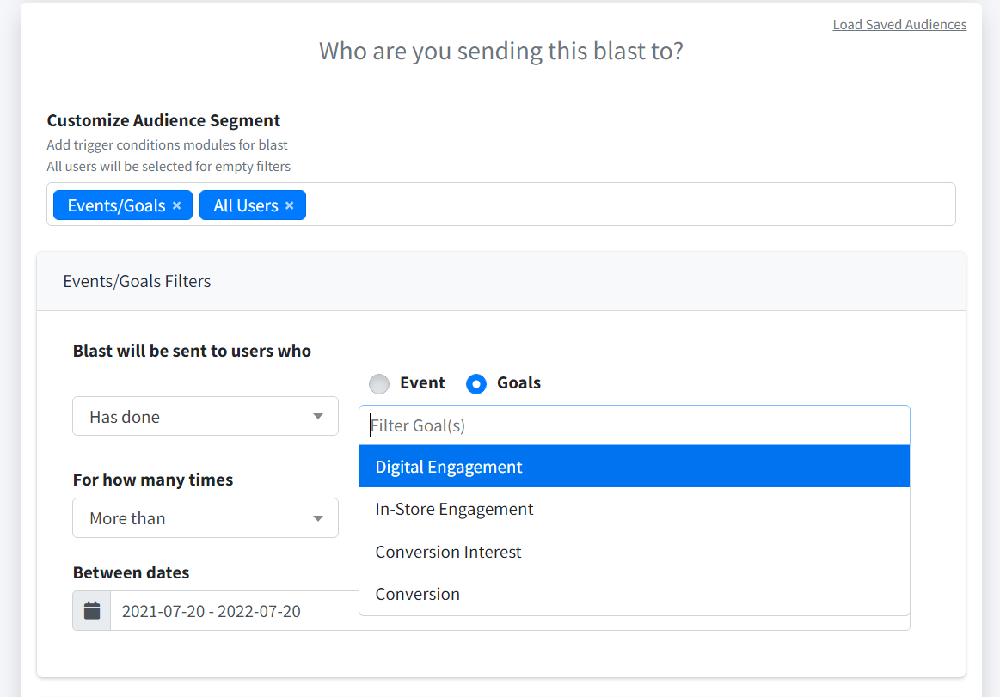 Load Saved Audiences
Who are you sending this blast to?
Customize Audience Segment
Add trigger conditions modules for blast
All users will be selected for empty filters
Events/Goals × All Users ×
Events/Goals Filters
Blast will be sent to users who
Event Goals
Has done
Filter Goal(s)
Digital Engagement
For how many times
In-Store Engagement
More than
Conversion Interest
Between dates
Conversion
2021-07-20 - 2022-07-20